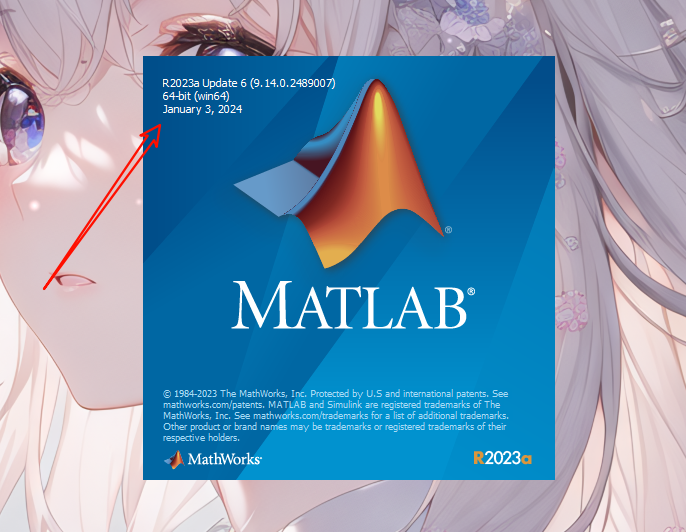 R2023a Update 6 (9.14.0.2489007)
64-bit (win64)
January 3, 2024
®
MATLAB®
© 1984-2023 The MathWorks, Inc. Protected by U.S and international patents. See
mathworks.com/patents. MATLAB and Simulink are registered trademarks of The
MathWorks, Inc. See mathworks.com/trademarks for a list of additional trademarks.
Other product or brand names may be trademarks or registered trademarks of their
respective holders.
MathWorks®
R2023a